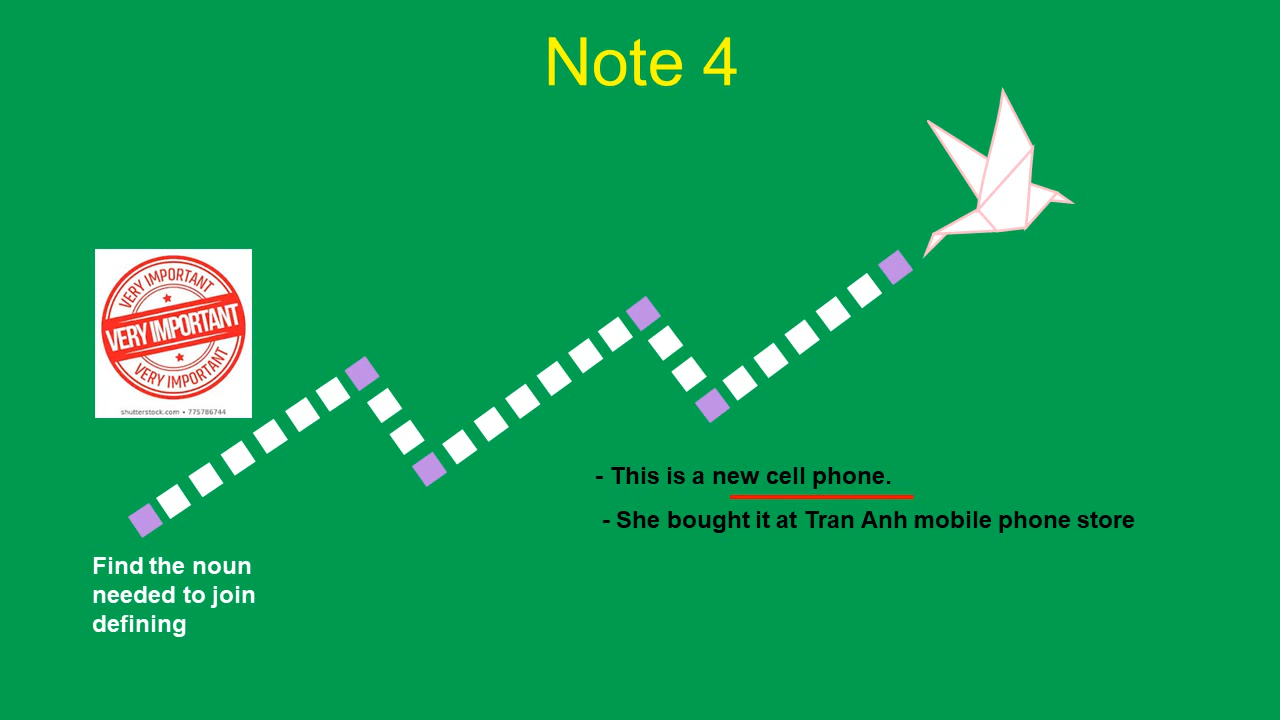 Note 4
VERY IMPORTANT
VERY IMPORTANT
VERY IMPORTANT
shutterstock.com • 775786744
- This is a new cell phone.
- She bought it at Tran Anh mobile phone store
Find the noun
needed to join
defining